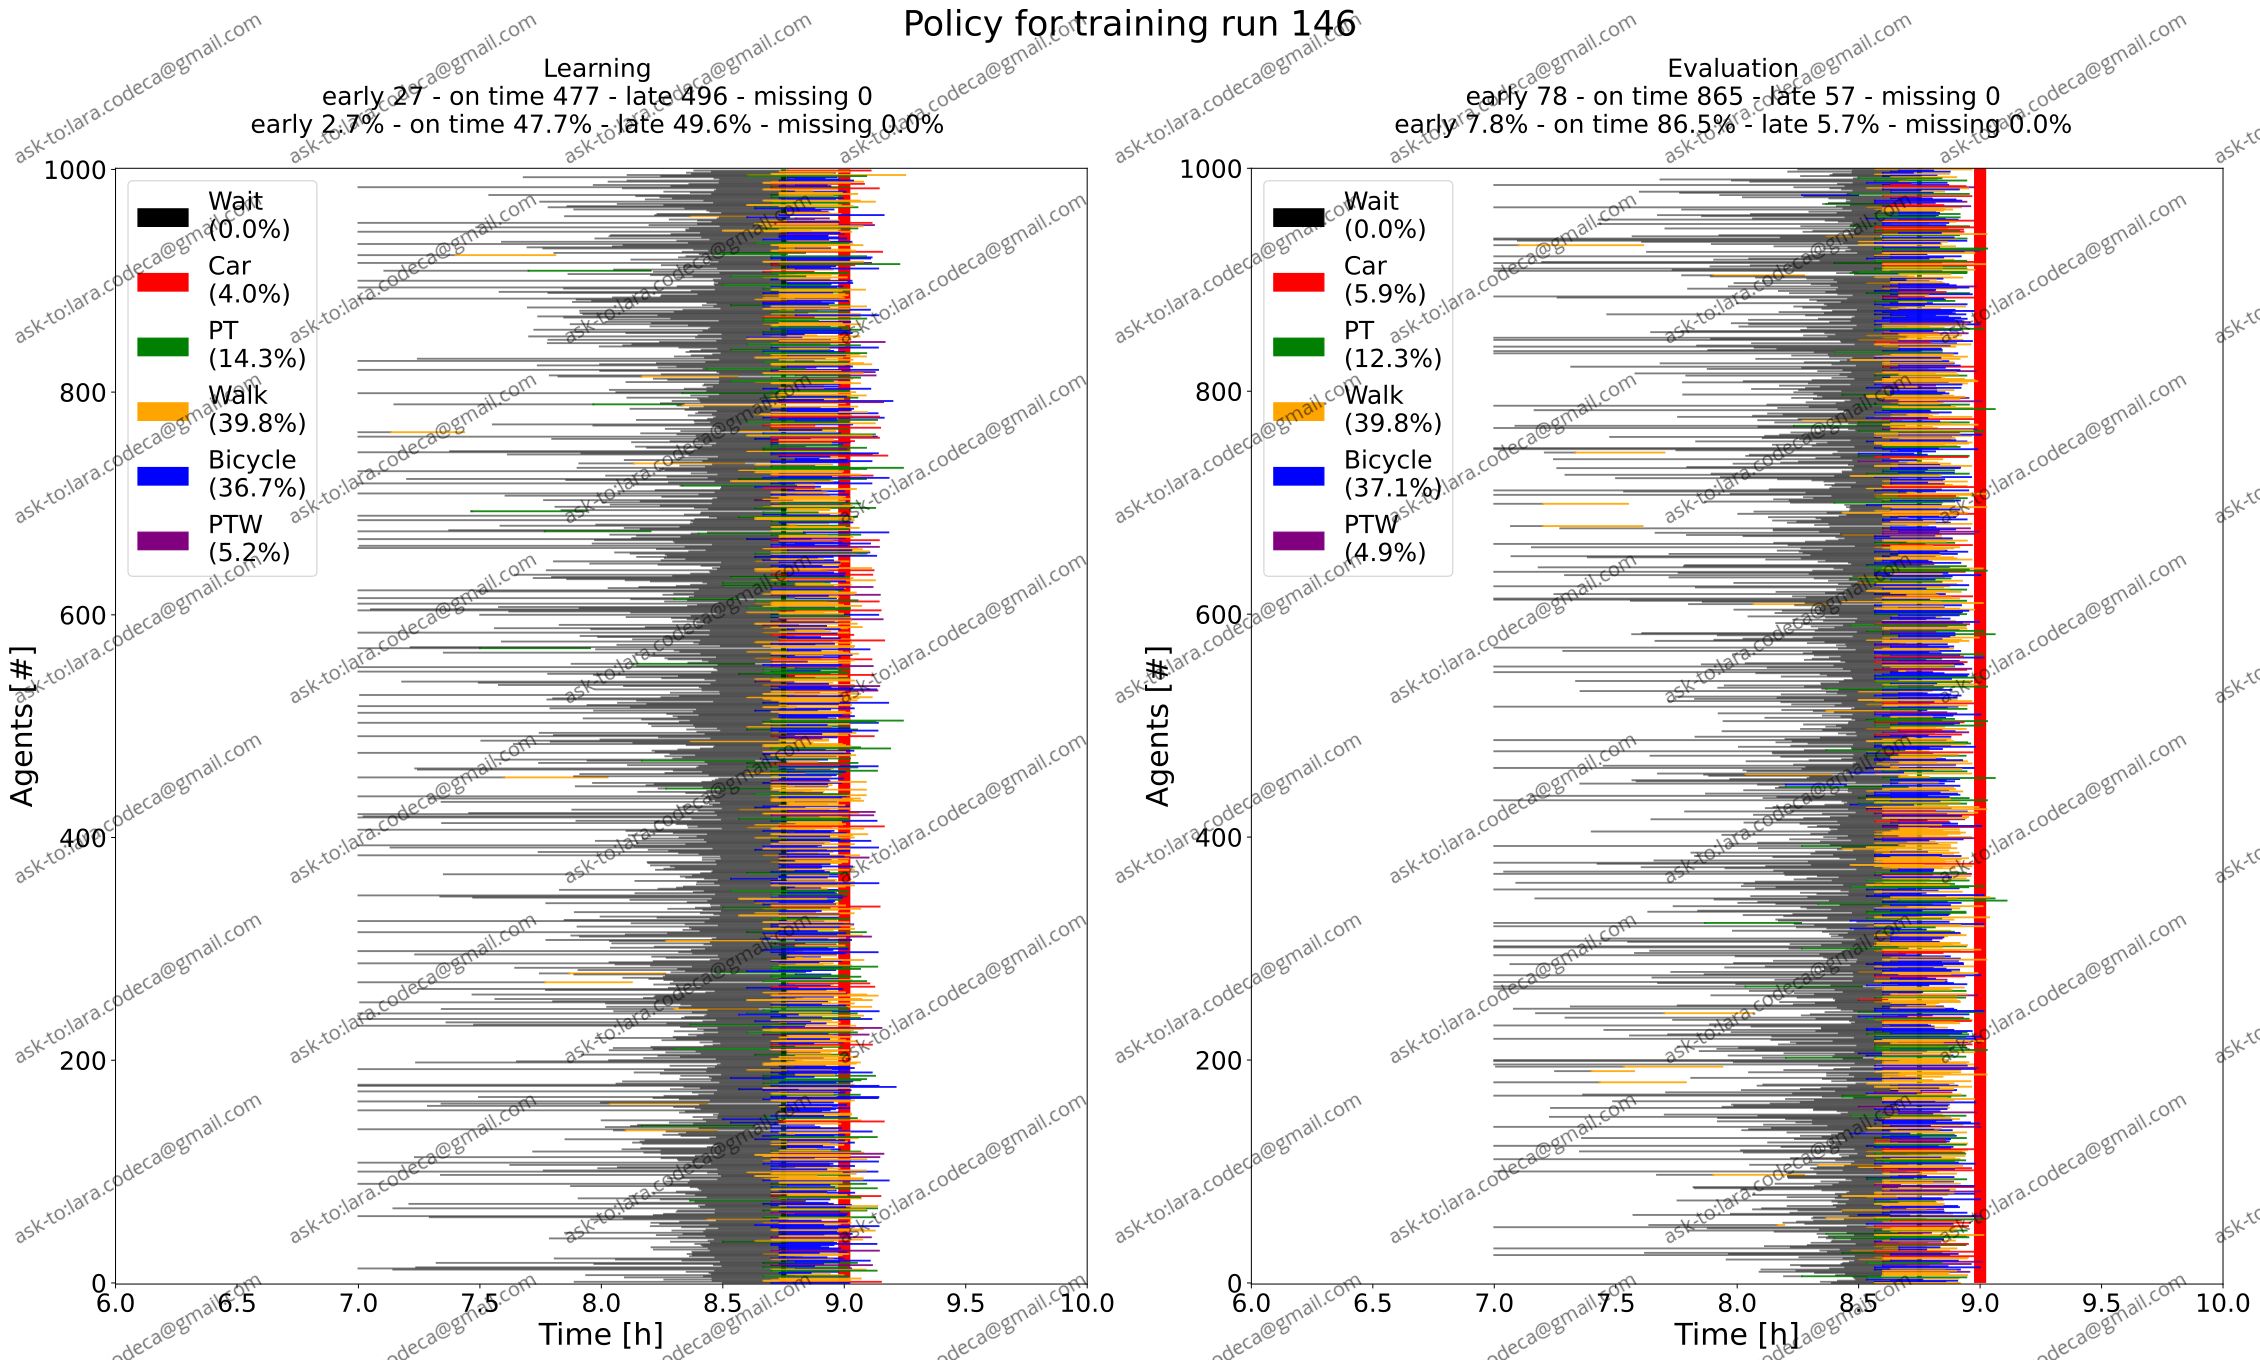 Policy for training run 146
Learning
early 27 - on time 477 - late 496 - missing 0
early 2.7% - on time 47.7% - late 49.6% - missing 0.0%
1000
800
600
400
200
0
Agents [#]
Wait
(0.0%)
Car
(4.0%)
PT
(14.3%)
Walk
(39.8%)
Bicycle
(36.7%)
PTW
(5.2%)
6.0 6.5 7.0 7.5 8.0 8.5 9.0 9.5 10.0
Time [h]
Evaluation
early 78 - on time 865 - late 57 - missing 0
early 7.8% - on time 86.5% - late 5.7% - missing 0.0%
1000
800
600
400
200
0
Agents [#]
Wait
(0.0%)
Car
(5.9%)
PT
(12.3%)
Walk
(39.8%)
Bicycle
(37.1%)
PTW
(4.9%)
6.0 6.5 7.0 7.5 8.0 8.5 9.0 9.5 10.0
Time [h]
ask-to:lara.codeca@gmail.com